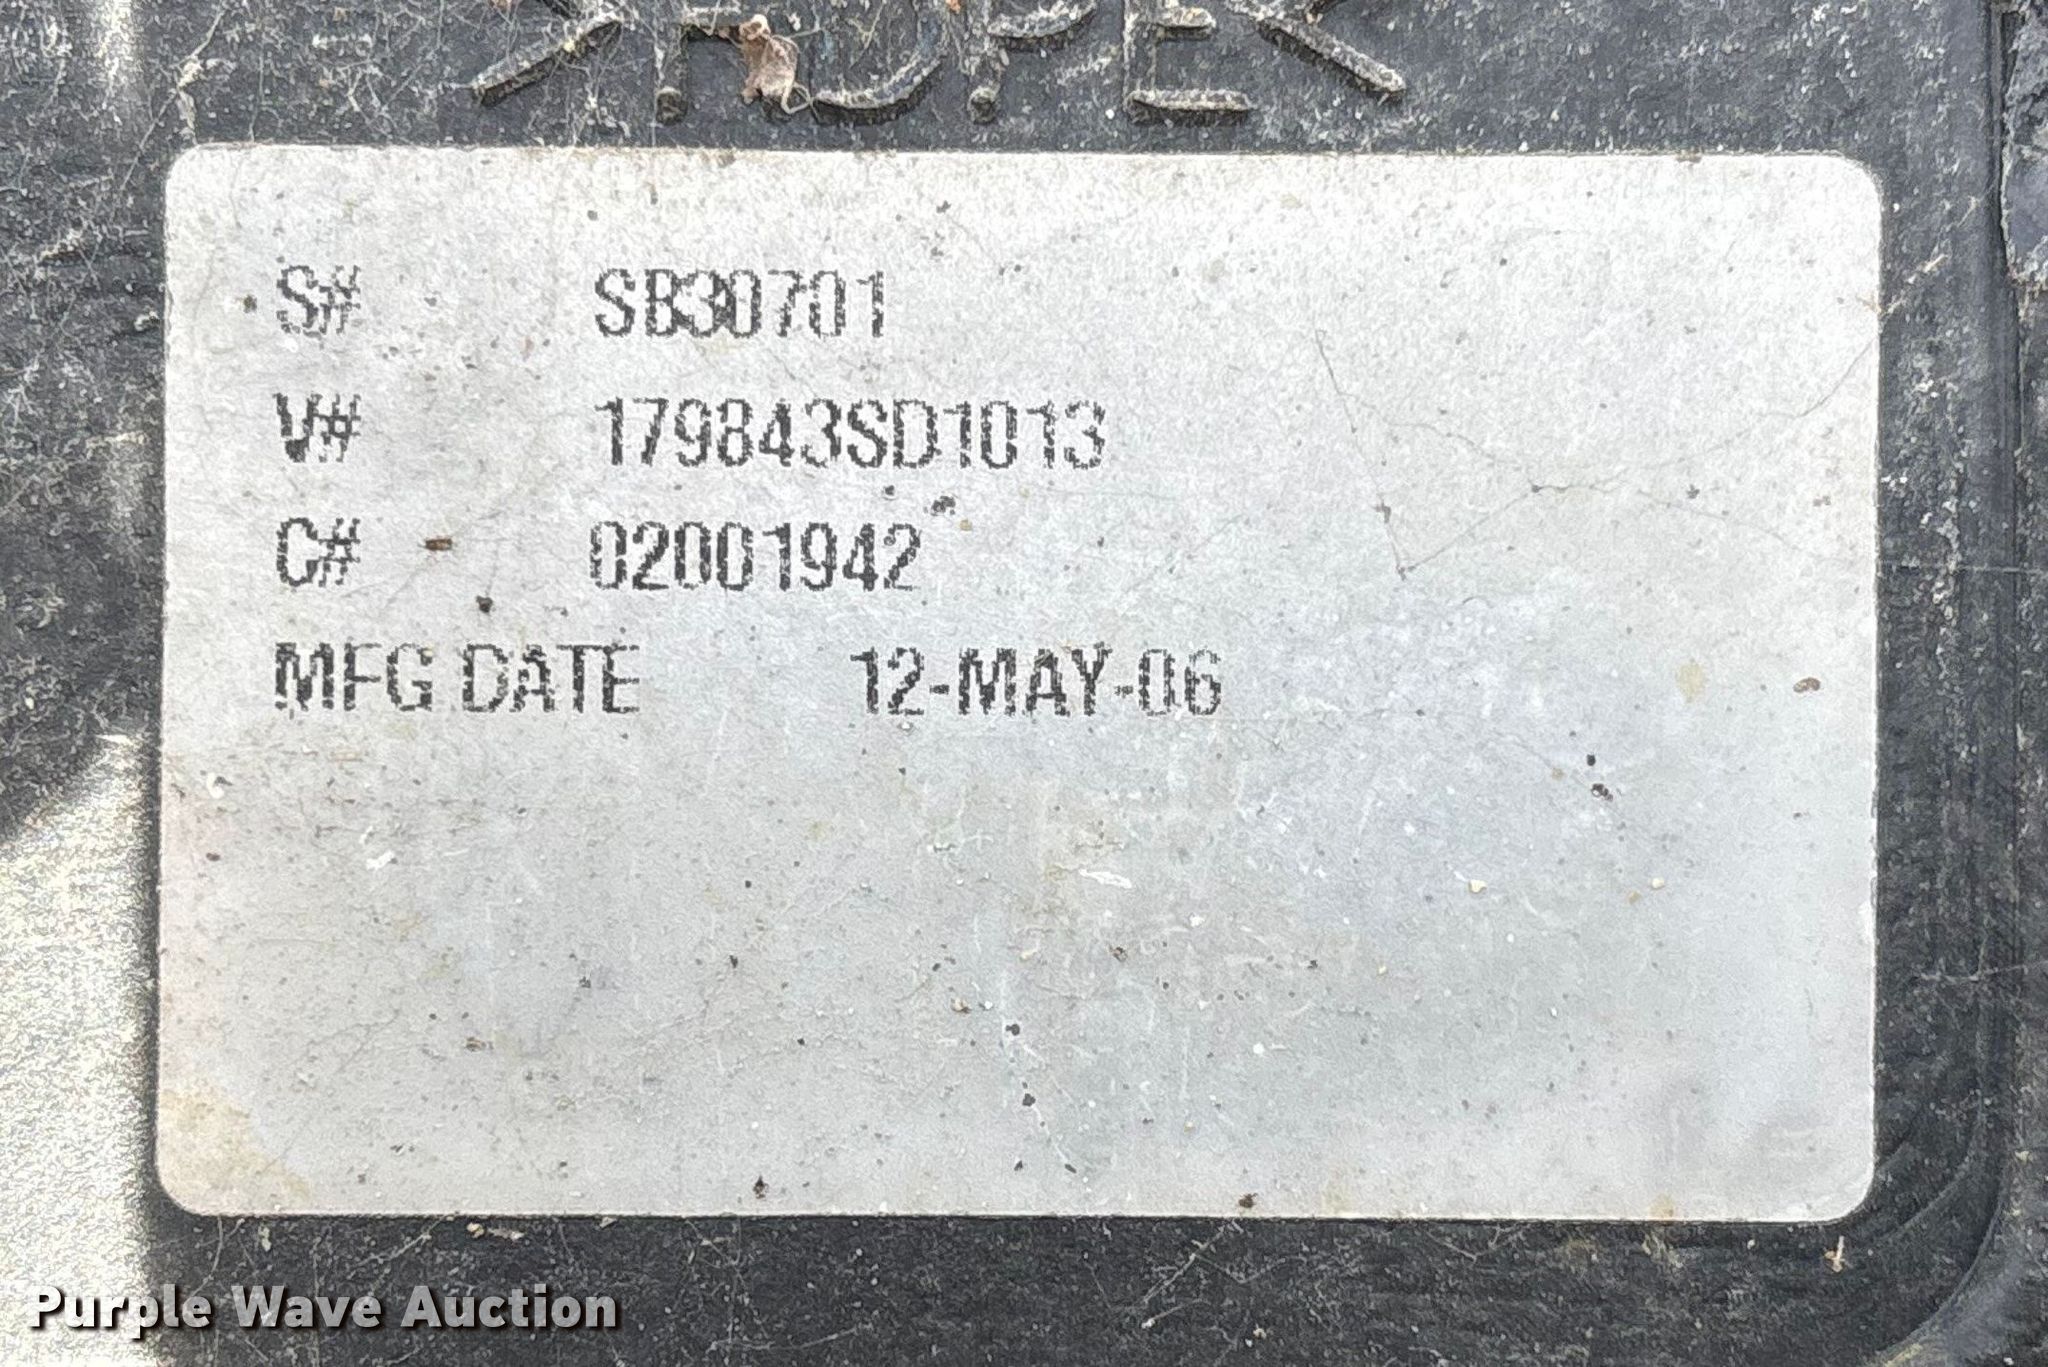 S# SB30701
V# 179843SD1013
C# 02001942
MFG DATE 12-MAY-06
Purple Wave Auction